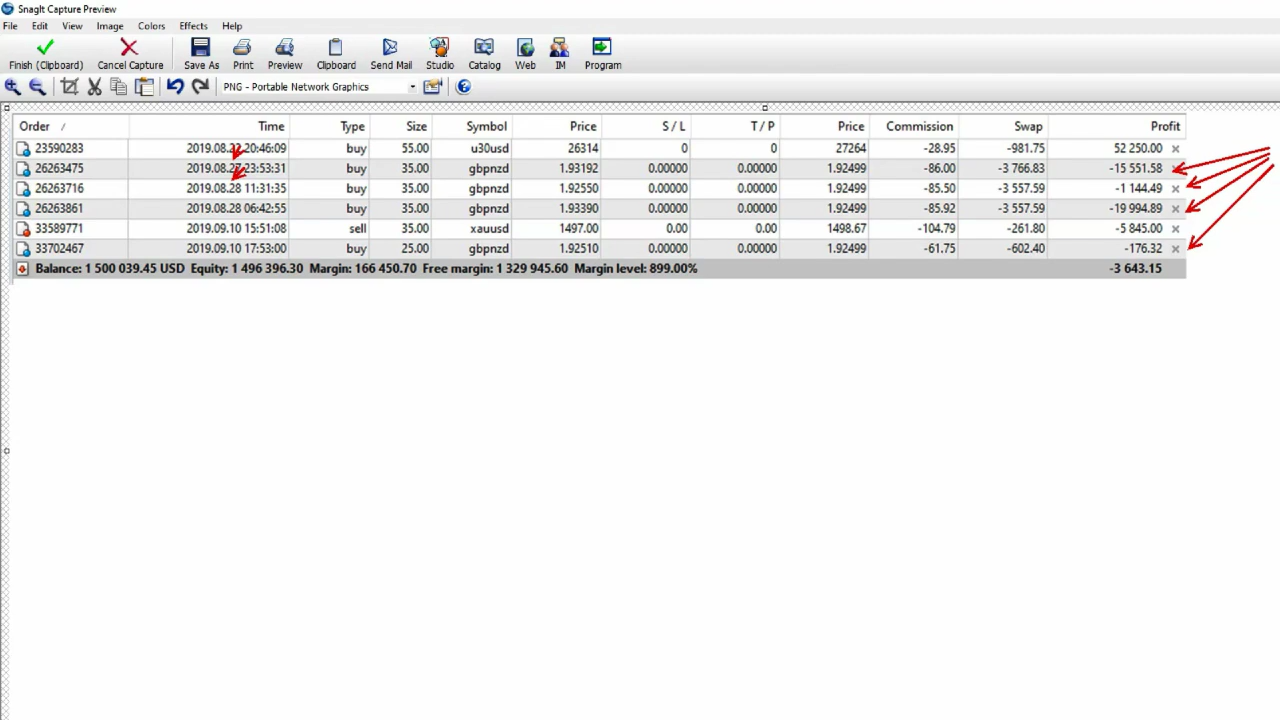 SnagIt Capture Preview
File Edit View Image Colors Effects Help
Finish (Clipboard) Cancel Capture Save As Print Preview Clipboard Send Mail Studio Catalog Web IM Program
PNG - Portable Network Graphics
Order / Time Type Size Symbol Price S / L T / P Price Commission Swap Profit
23590283 2019.08.22 20:46:09 buy 55.00 u30usd 26314 0 0 27264 -28.95 -981.75 52 250.00
26263475 2019.08.27 23:53:31 buy 35.00 gbpnzd 1.93192 0.00000 0.00000 1.92499 -86.00 -3 766.83 -15 551.58
26263716 2019.08.28 11:31:35 buy 35.00 gbpnzd 1.92550 0.00000 0.00000 1.92499 -85.50 -3 557.59 -1 144.49
26263861 2019.08.28 06:42:55 buy 35.00 gbpnzd 1.93390 0.00000 0.00000 1.92499 -85.92 -3 557.59 -19 994.89
33589771 2019.09.10 15:51:08 sell 35.00 xauusd 1497.00 0.00 0.00 1498.67 -104.79 -261.80 -5 845.00
33702467 2019.09.10 17:53:00 buy 25.00 gbpnzd 1.92510 0.00000 0.00000 1.92499 -61.75 -602.40 -176.32
Balance: 1 500 039.45 USD Equity: 1 496 396.30 Margin: 166 450.70 Free margin: 1 329 945.60 Margin level: 899.00% -3 643.15